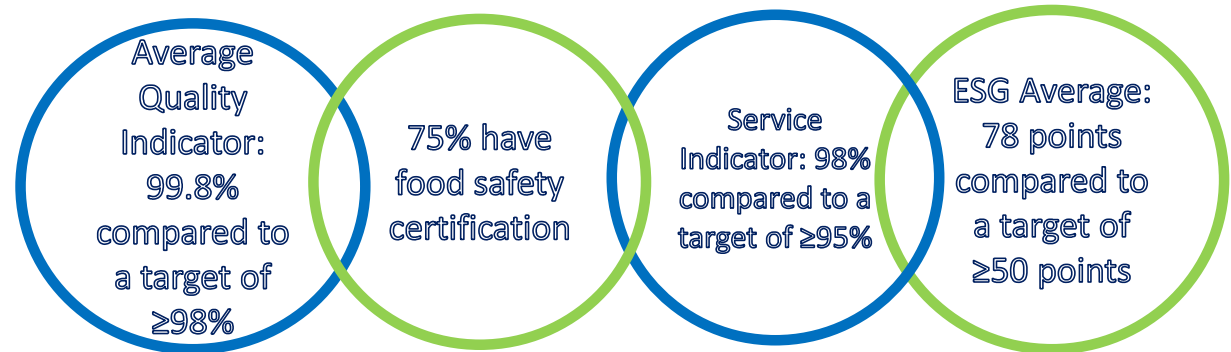 Average
Quality
Indicator:
99.8%
compared to
a target of
≥98%
75% have
food safety
certification
Service
Indicator: 98%
compared to a
target of ≥95%
ESG Average:
78 points
compared to
a target of
≥50 points